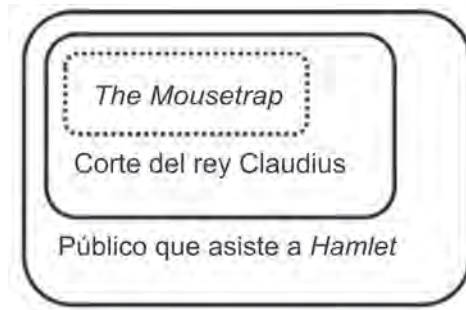 The Mousetrap
Corte del rey Claudius
Público que asiste a Hamlet